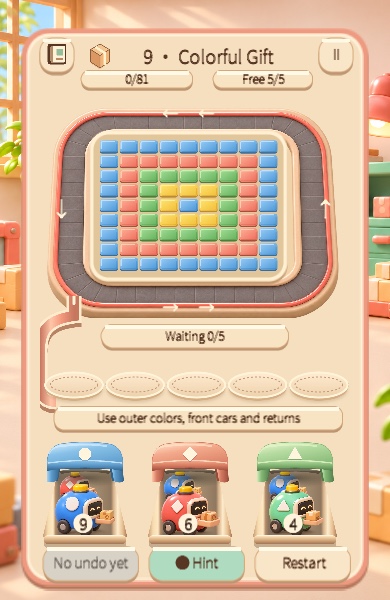 9 · Colorful Gift
0/81
Free 5/5
Waiting 0/5
Use outer colors, front cars and returns
9
6
4
No undo yet
Hint
Restart